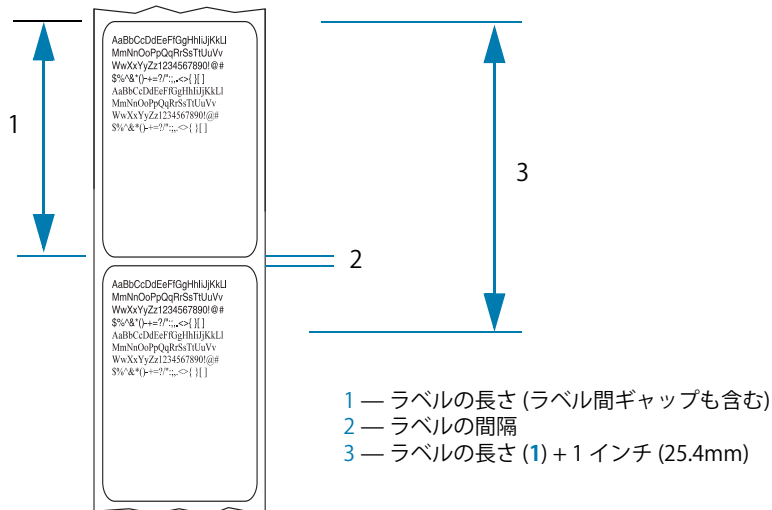 AaBbCcDdEeFfGgHhIiJjKkLl
MmNnOoPpQqRrSsTtUuVv
WwXxYyZz1234567890!@#
$%^&*()-+=?/":;,.<>{ }[ ]
AaBbCcDdEeFfGgHhIiJjKkLl
MmNnOoPpQqRrSsTtUuVv
WwXxYyZz1234567890!@#
$%^&*()-+=?/":;,.<>{ }[ ]
1
3
2
AaBbCcDdEeFfGgHhIiJjKkLl
MmNnOoPpQqRrSsTtUuVv
WwXxYyZz1234567890!@#
$%^&*()-+=?/":;,.<>{ }[ ]
AaBbCcDdEeFfGgHhIiJjKkLl
MmNnOoPpQqRrSsTtUuVv
WwXxYyZz1234567890!@#
$%^&*()-+=?/":;,.<>{ }[ ]
1 — ラベルの長さ (ラベル間ギャップも含む)
2 — ラベルの間隔
3 — ラベルの長さ (1) + 1 インチ (25.4mm)